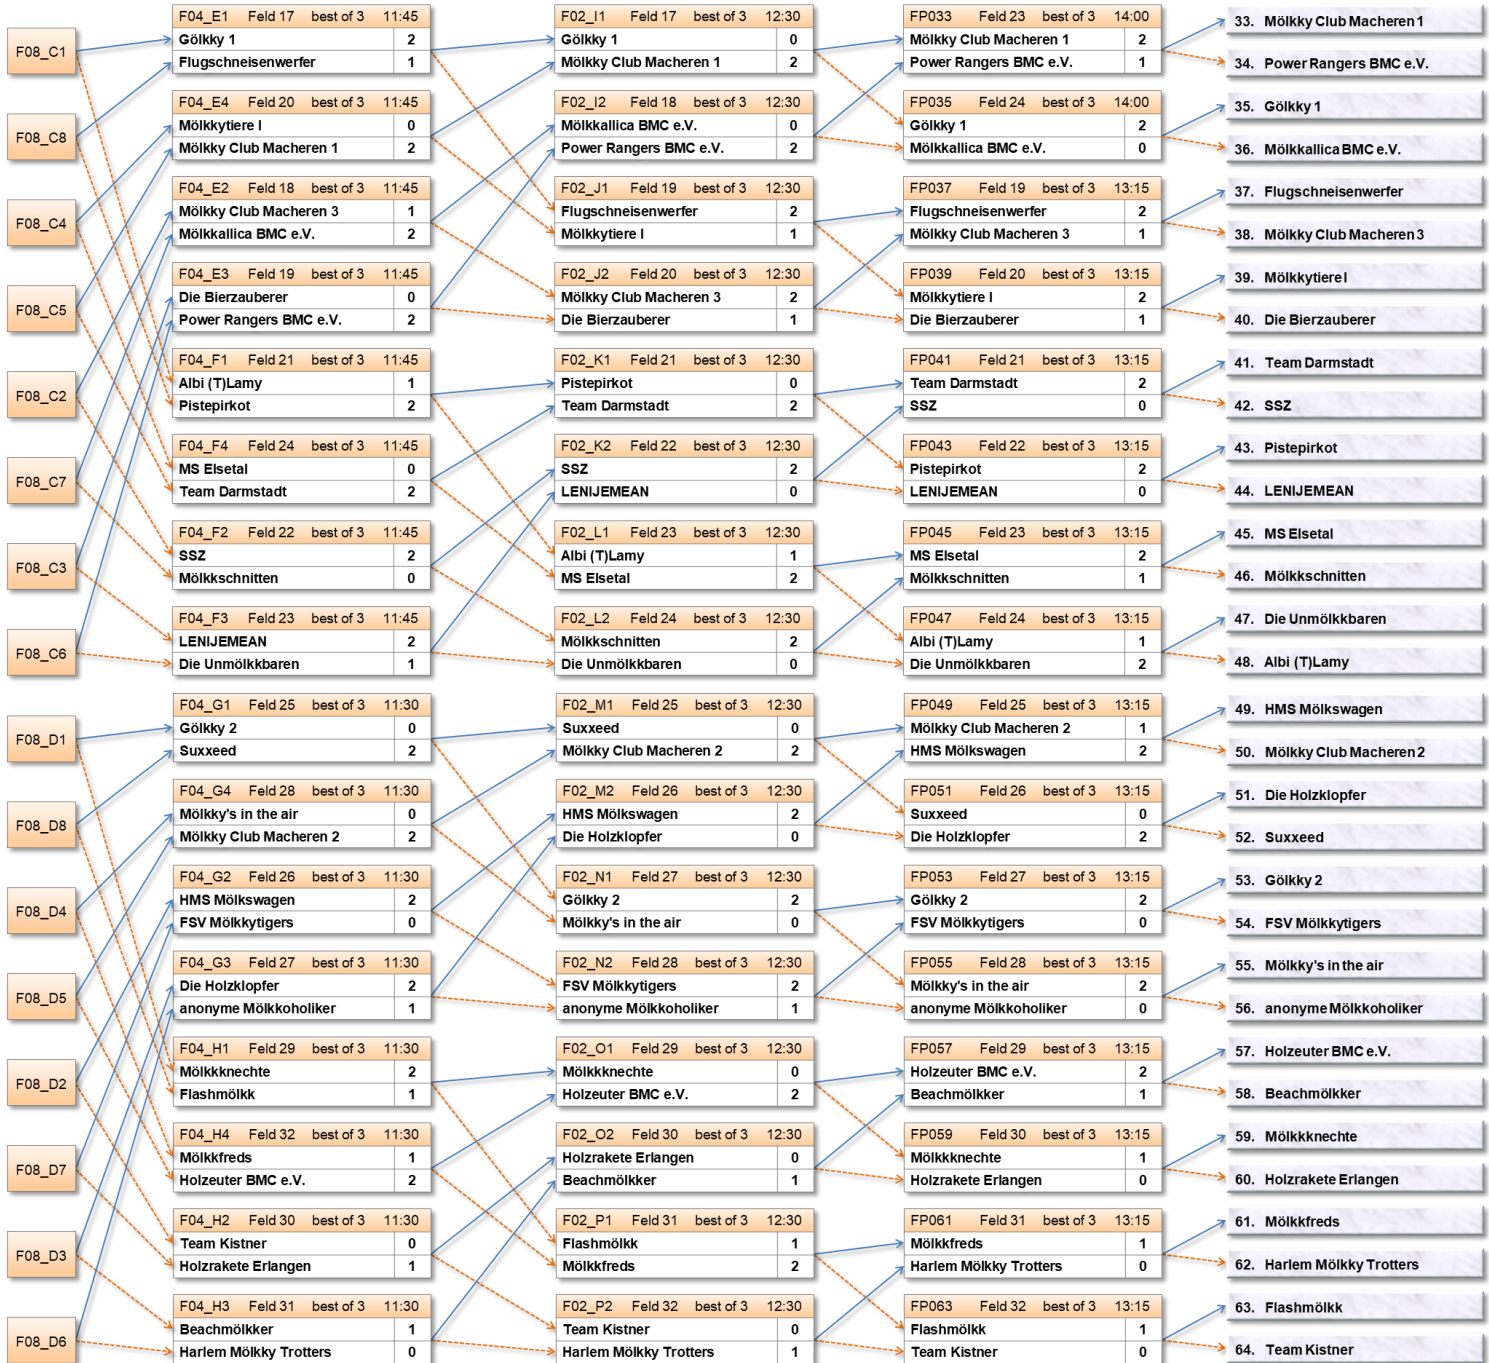 F08_C1
F08_C8
F08_C4
F08_C5
F08_C2
F08_C7
F08_C3
F08_C6
F08_D1
F08_D8
F08_D4
F08_D5
F08_D2
F08_D7
F08_D3
F08_D6
F04_E1 Feld 17 best of 3 11:45
Gölkky 1 2
Flugschneisenwerfer 1
F04_E4 Feld 20 best of 3 11:45
Mölkkytiere I 0
Mölkky Club Macheren 1 2
F04_E2 Feld 18 best of 3 11:45
Mölkky Club Macheren 3 1
Mölkkallica BMC e.V. 2
F04_E3 Feld 19 best of 3 11:45
Die Bierzauberer 0
Power Rangers BMC e.V. 2
F04_F1 Feld 21 best of 3 11:45
Albi (T)Lamy 1
Pistepirkot 2
F04_F4 Feld 24 best of 3 11:45
MS Elsetal 0
Team Darmstadt 2
F04_F2 Feld 22 best of 3 11:45
SSZ 2
Mölkkschnitten 0
F04_F3 Feld 23 best of 3 11:45
LENIJEMEAN 2
Die Unmölkkbaren 1
F04_G1 Feld 25 best of 3 11:30
Gölkky 2 0
Suxxeed 2
F04_G4 Feld 28 best of 3 11:30
Mölkky's in the air 0
Mölkky Club Macheren 2 2
F04_G2 Feld 26 best of 3 11:30
HMS Mölkswagen 2
FSV Mölkkytigers 0
F04_G3 Feld 27 best of 3 11:30
Die Holzklopfer 2
anonyme Mölkkoholiker 1
F04_H1 Feld 29 best of 3 11:30
Mölkkknechte 2
Flashmölkk 1
F04_H4 Feld 32 best of 3 11:30
Mölkkfreds 1
Holzeuter BMC e.V. 2
F04_H2 Feld 30 best of 3 11:30
Team Kistner 0
Holzrakete Erlangen 1
F04_H3 Feld 31 best of 3 11:30
Beachmölkker 1
Harlem Mölkky Trotters 0
F02_I1 Feld 17 best of 3 12:30
Gölkky 1 0
Mölkky Club Macheren 1 2
F02_I2 Feld 18 best of 3 12:30
Mölkkallica BMC e.V. 0
Power Rangers BMC e.V. 2
F02_J1 Feld 19 best of 3 12:30
Flugschneisenwerfer 2
Mölkkytiere I 1
F02_J2 Feld 20 best of 3 12:30
Mölkky Club Macheren 3 2
Die Bierzauberer 1
F02_K1 Feld 21 best of 3 12:30
Pistepirkot 0
Team Darmstadt 2
F02_K2 Feld 22 best of 3 12:30
SSZ 2
LENIJEMEAN 0
F02_L1 Feld 23 best of 3 12:30
Albi (T)Lamy 1
MS Elsetal 2
F02_L2 Feld 24 best of 3 12:30
Mölkkschnitten 2
Die Unmölkkbaren 0
F02_M1 Feld 25 best of 3 12:30
Suxxeed 0
Mölkky Club Macheren 2 2
F02_M2 Feld 26 best of 3 12:30
HMS Mölkswagen 2
Die Holzklopfer 0
F02_N1 Feld 27 best of 3 12:30
Gölkky 2 2
Mölkky's in the air 0
F02_N2 Feld 28 best of 3 12:30
FSV Mölkkytigers 2
anonyme Mölkkoholiker 1
F02_O1 Feld 29 best of 3 12:30
Mölkkknechte 0
Holzeuter BMC e.V. 2
F02_O2 Feld 30 best of 3 12:30
Holzrakete Erlangen 0
Beachmölkker 1
F02_P1 Feld 31 best of 3 12:30
Flashmölkk 1
Mölkkfreds 2
F02_P2 Feld 32 best of 3 12:30
Team Kistner 0
Harlem Mölkky Trotters 1
FP033 Feld 23 best of 3 14:00
Mölkky Club Macheren 1 2
Power Rangers BMC e.V. 1
FP035 Feld 24 best of 3 14:00
Gölkky 1 2
Mölkkallica BMC e.V. 0
FP037 Feld 19 best of 3 13:15
Flugschneisenwerfer 2
Mölkky Club Macheren 3 1
FP039 Feld 20 best of 3 13:15
Mölkkytiere I 2
Die Bierzauberer 1
FP041 Feld 21 best of 3 13:15
Team Darmstadt 2
SSZ 0
FP043 Feld 22 best of 3 13:15
Pistepirkot 2
LENIJEMEAN 0
FP045 Feld 23 best of 3 13:15
MS Elsetal 2
Mölkkschnitten 1
FP047 Feld 24 best of 3 13:15
Albi (T)Lamy 1
Die Unmölkkbaren 2
FP049 Feld 25 best of 3 13:15
Mölkky Club Macheren 2 1
HMS Mölkswagen 2
FP051 Feld 26 best of 3 13:15
Suxxeed 0
Die Holzklopfer 2
FP053 Feld 27 best of 3 13:15
Gölkky 2 2
FSV Mölkkytigers 0
FP055 Feld 28 best of 3 13:15
Mölkky's in the air 2
anonyme Mölkkoholiker 0
FP057 Feld 29 best of 3 13:15
Holzeuter BMC e.V. 2
Beachmölkker 1
FP059 Feld 30 best of 3 13:15
Mölkkknechte 1
Holzrakete Erlangen 0
FP061 Feld 31 best of 3 13:15
Mölkkfreds 1
Harlem Mölkky Trotters 0
FP063 Feld 32 best of 3 13:15
Flashmölkk 1
Team Kistner 0
33. Mölkky Club Macheren 1
34. Power Rangers BMC e.V.
35. Gölkky 1
36. Mölkkallica BMC e.V.
37. Flugschneisenwerfer
38. Mölkky Club Macheren 3
39. Mölkkytiere I
40. Die Bierzauberer
41. Team Darmstadt
42. SSZ
43. Pistepirkot
44. LENIJEMEAN
45. MS Elsetal
46. Mölkkschnitten
47. Die Unmölkkbaren
48. Albi (T)Lamy
49. HMS Mölkswagen
50. Mölkky Club Macheren 2
51. Die Holzklopfer
52. Suxxeed
53. Gölkky 2
54. FSV Mölkkytigers
55. Mölkky's in the air
56. anonyme Mölkkoholiker
57. Holzeuter BMC e.V.
58. Beachmölkker
59. Mölkkknechte
60. Holzrakete Erlangen
61. Mölkkfreds
62. Harlem Mölkky Trotters
63. Flashmölkk
64. Team Kistner